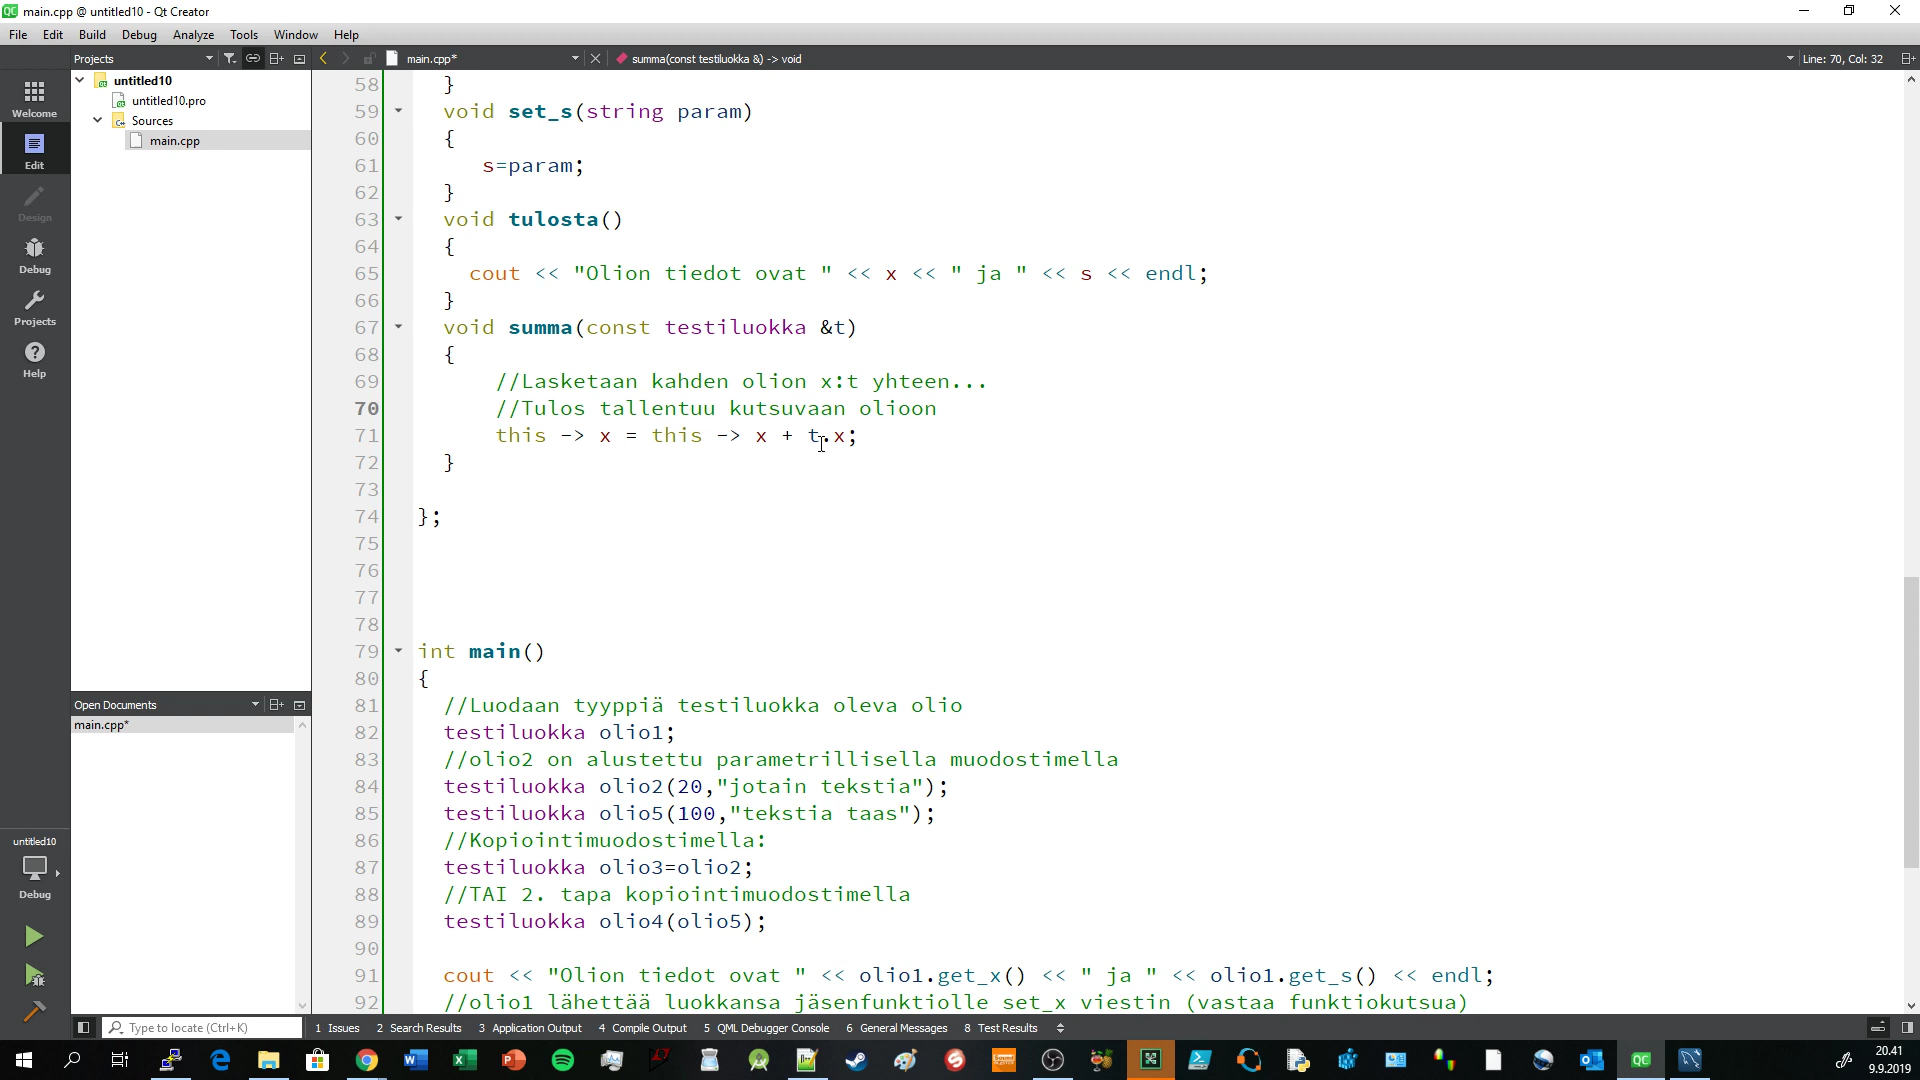 main.cpp @ untitled10 - Qt Creator
File Edit Build Debug Analyze Tools Window Help
Projects
main.cpp*
summa(const testiluokka &) -> void
Line: 70, Col: 32
Welcome
Edit
Design
Debug
Projects
Help
untitled10
untitled10.pro
Sources
main.cpp
58 }
59 void set_s(string param)
60 {
61 s=param;
62 }
63 void tulosta()
64 {
65 cout << "Olion tiedot ovat " << x << " ja " << s << endl;
66 }
67 void summa(const testiluokka &t)
68 {
69 //Lasketaan kahden olion x:t yhteen...
70 //Tulos tallentuu kutsuvaan olioon
71 this -> x = this -> x + t.x;
72 }
73
74 };
75
76
77
78
79 int main()
80 {
81 //Luodaan tyyppiä testiluokka oleva olio
82 testiluokka olio1;
83 //olio2 on alustettu parametrillisella muodostimella
84 testiluokka olio2(20,"jotain tekstia");
85 testiluokka olio5(100,"tekstia taas");
86 //Kopiointimuodostimella:
87 testiluokka olio3=olio2;
88 //TAI 2. tapa kopiointimuodostimella
89 testiluokka olio4(olio5);
90
91 cout << "Olion tiedot ovat " << olio1.get_x() << " ja " << olio1.get_s() << endl;
92 //olio1 lähettää luokkansa jäsenfunktiolle set_x viestin (vastaa funktiokutsua)
Open Documents
main.cpp*
untitled10
Debug
Type to locate (Ctrl+K)
1 Issues 2 Search Results 3 Application Output 4 Compile Output 5 QML Debugger Console 6 General Messages 8 Test Results
20.41
9.9.2019